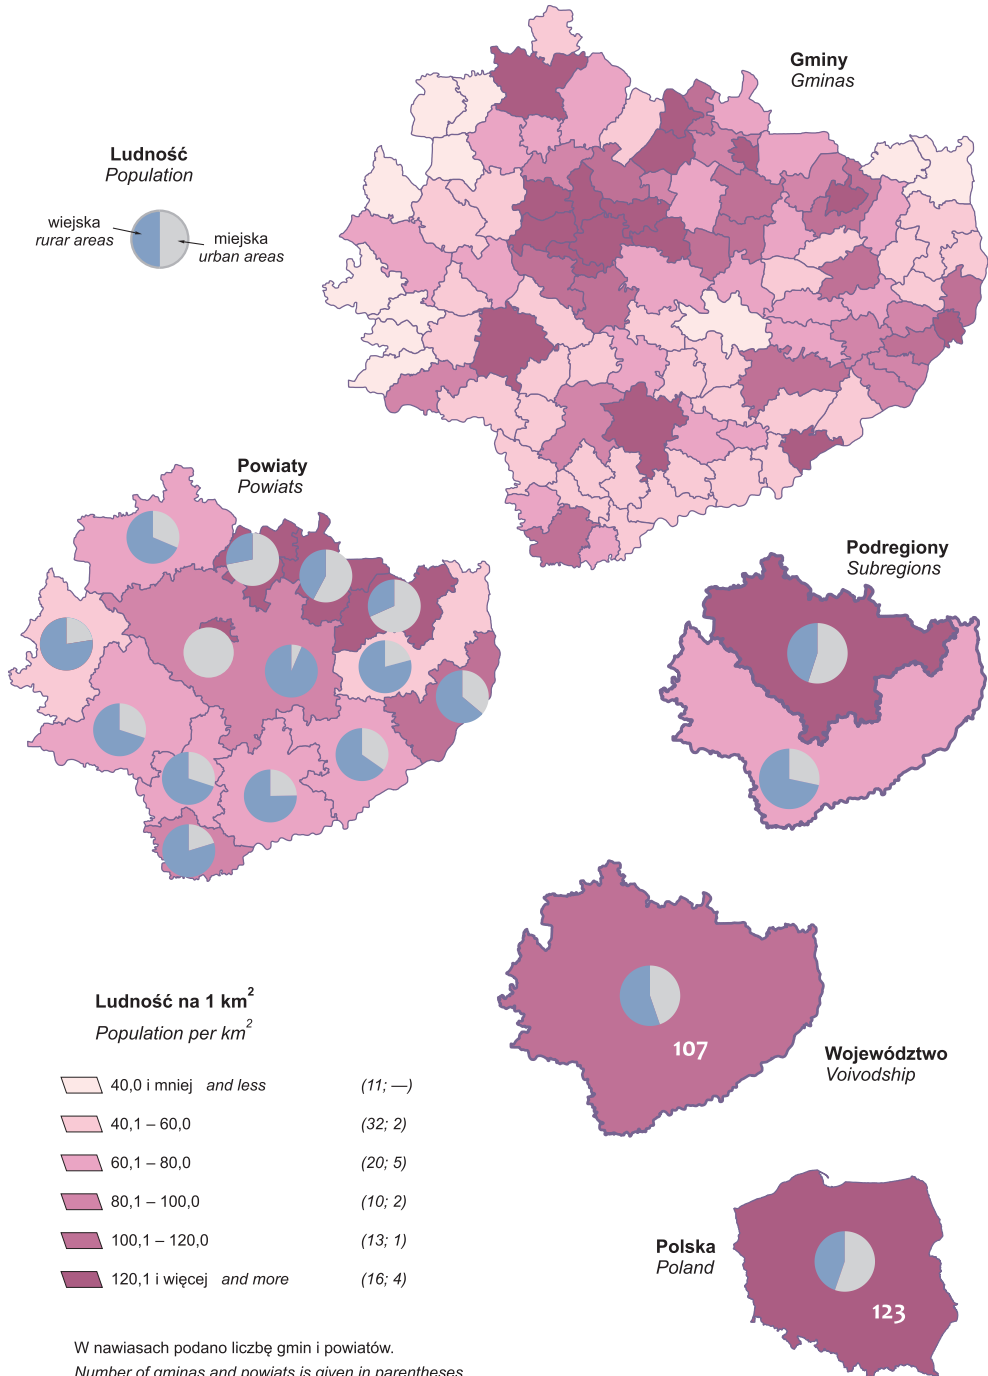 Gminy
Gminas
Ludność
Population
wiejska
rurar areas
miejska
urban areas
Powiaty
Powiats
Podregiony
Subregions
Ludność na 1 km²
Population per km²
40,0 i mniej and less (11; —)
40,1 – 60,0 (32; 2)
60,1 – 80,0 (20; 5)
80,1 – 100,0 (10; 2)
100,1 – 120,0 (13; 1)
120,1 i więcej and more (16; 4)
107
Województwo
Voivodship
Polska
Poland
123
W nawiasach podano liczbę gmin i powiatów.
Number of gminas and powiats is given in parentheses